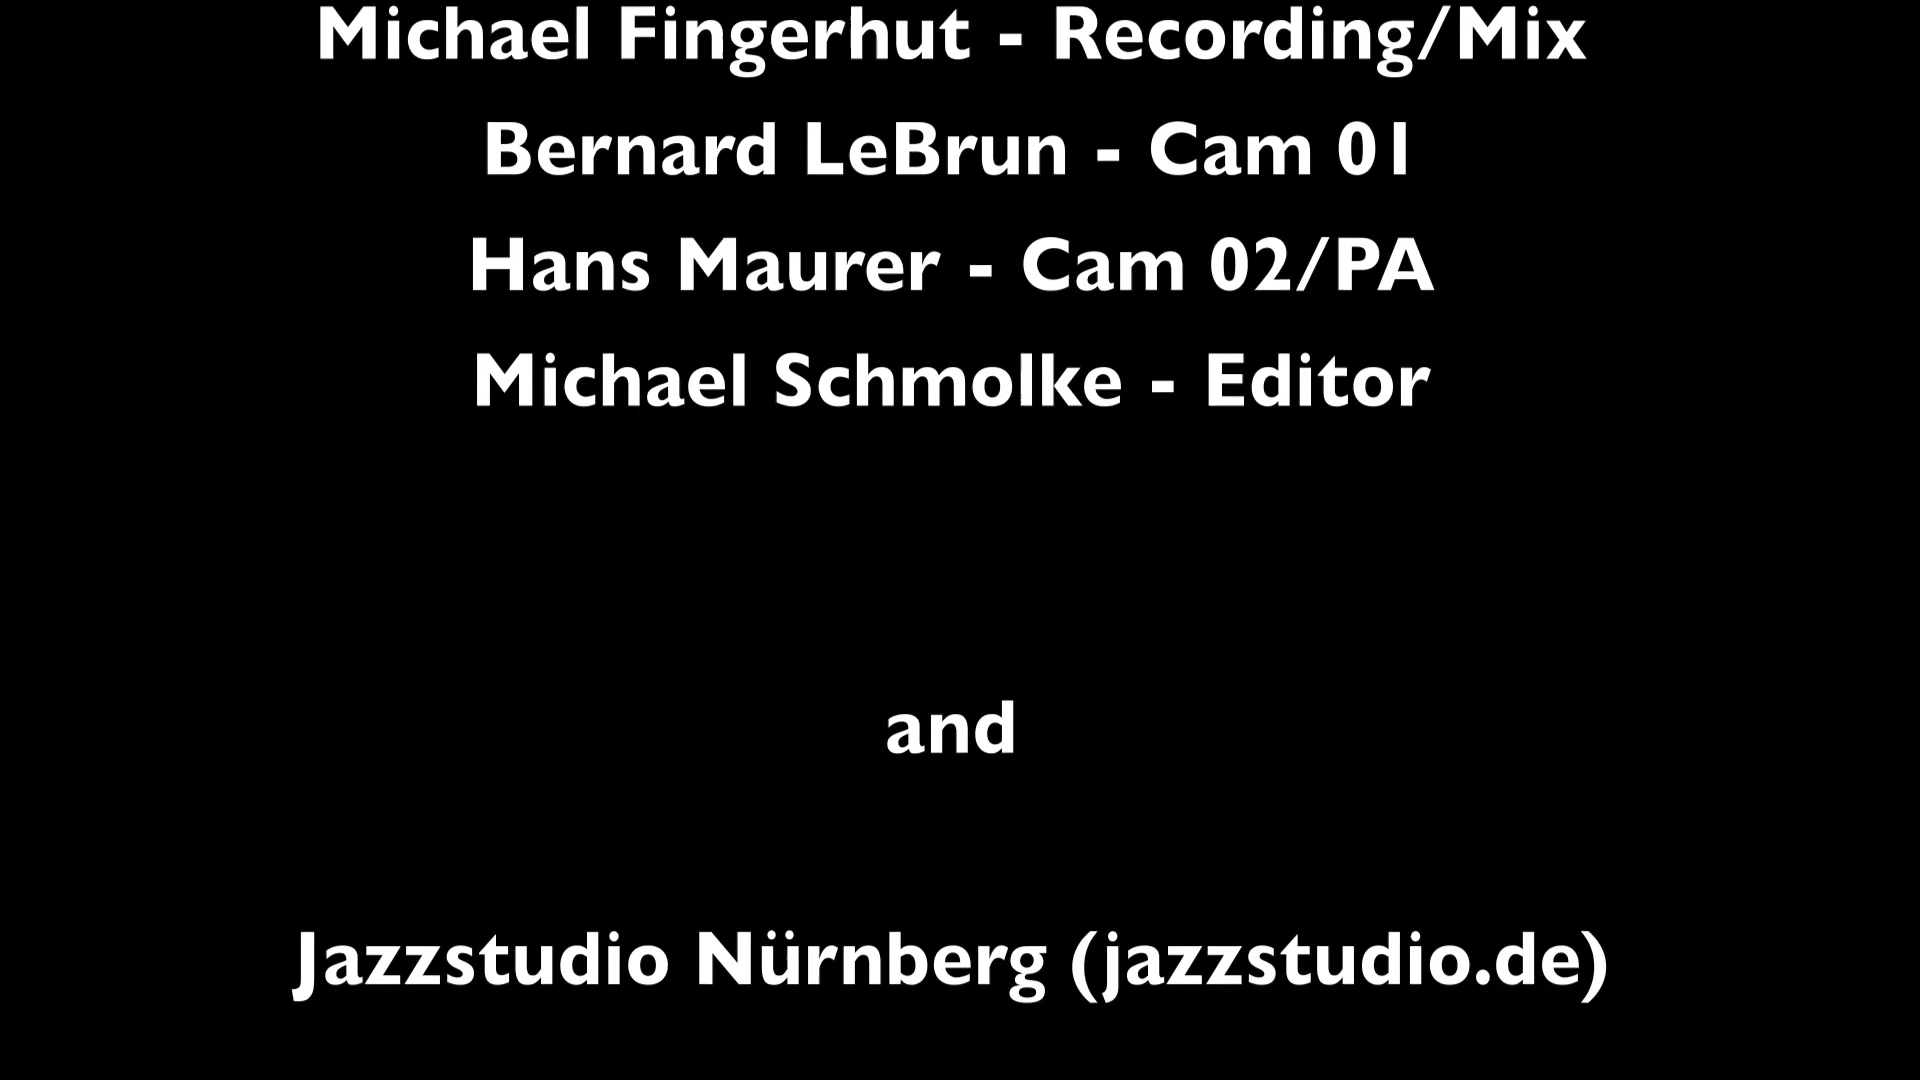 Michael Fingerhut - Recording/Mix
Bernard LeBrun - Cam 01
Hans Maurer - Cam 02/PA
Michael Schmolke - Editor
and
Jazzstudio Nürnberg (jazzstudio.de)